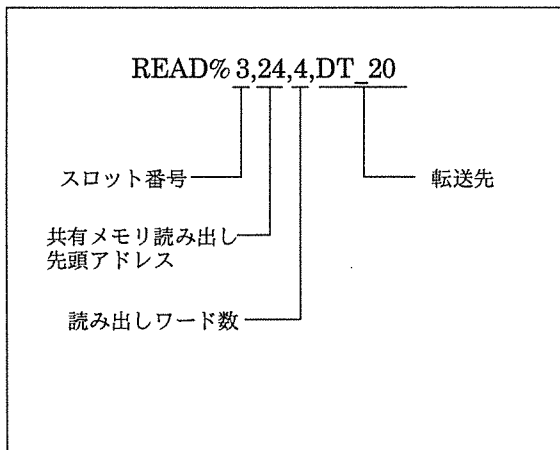 READ% 3,24,4,DT_20
スロット番号
転送先
共有メモリ読み出し
先頭アドレス
読み出しワード数